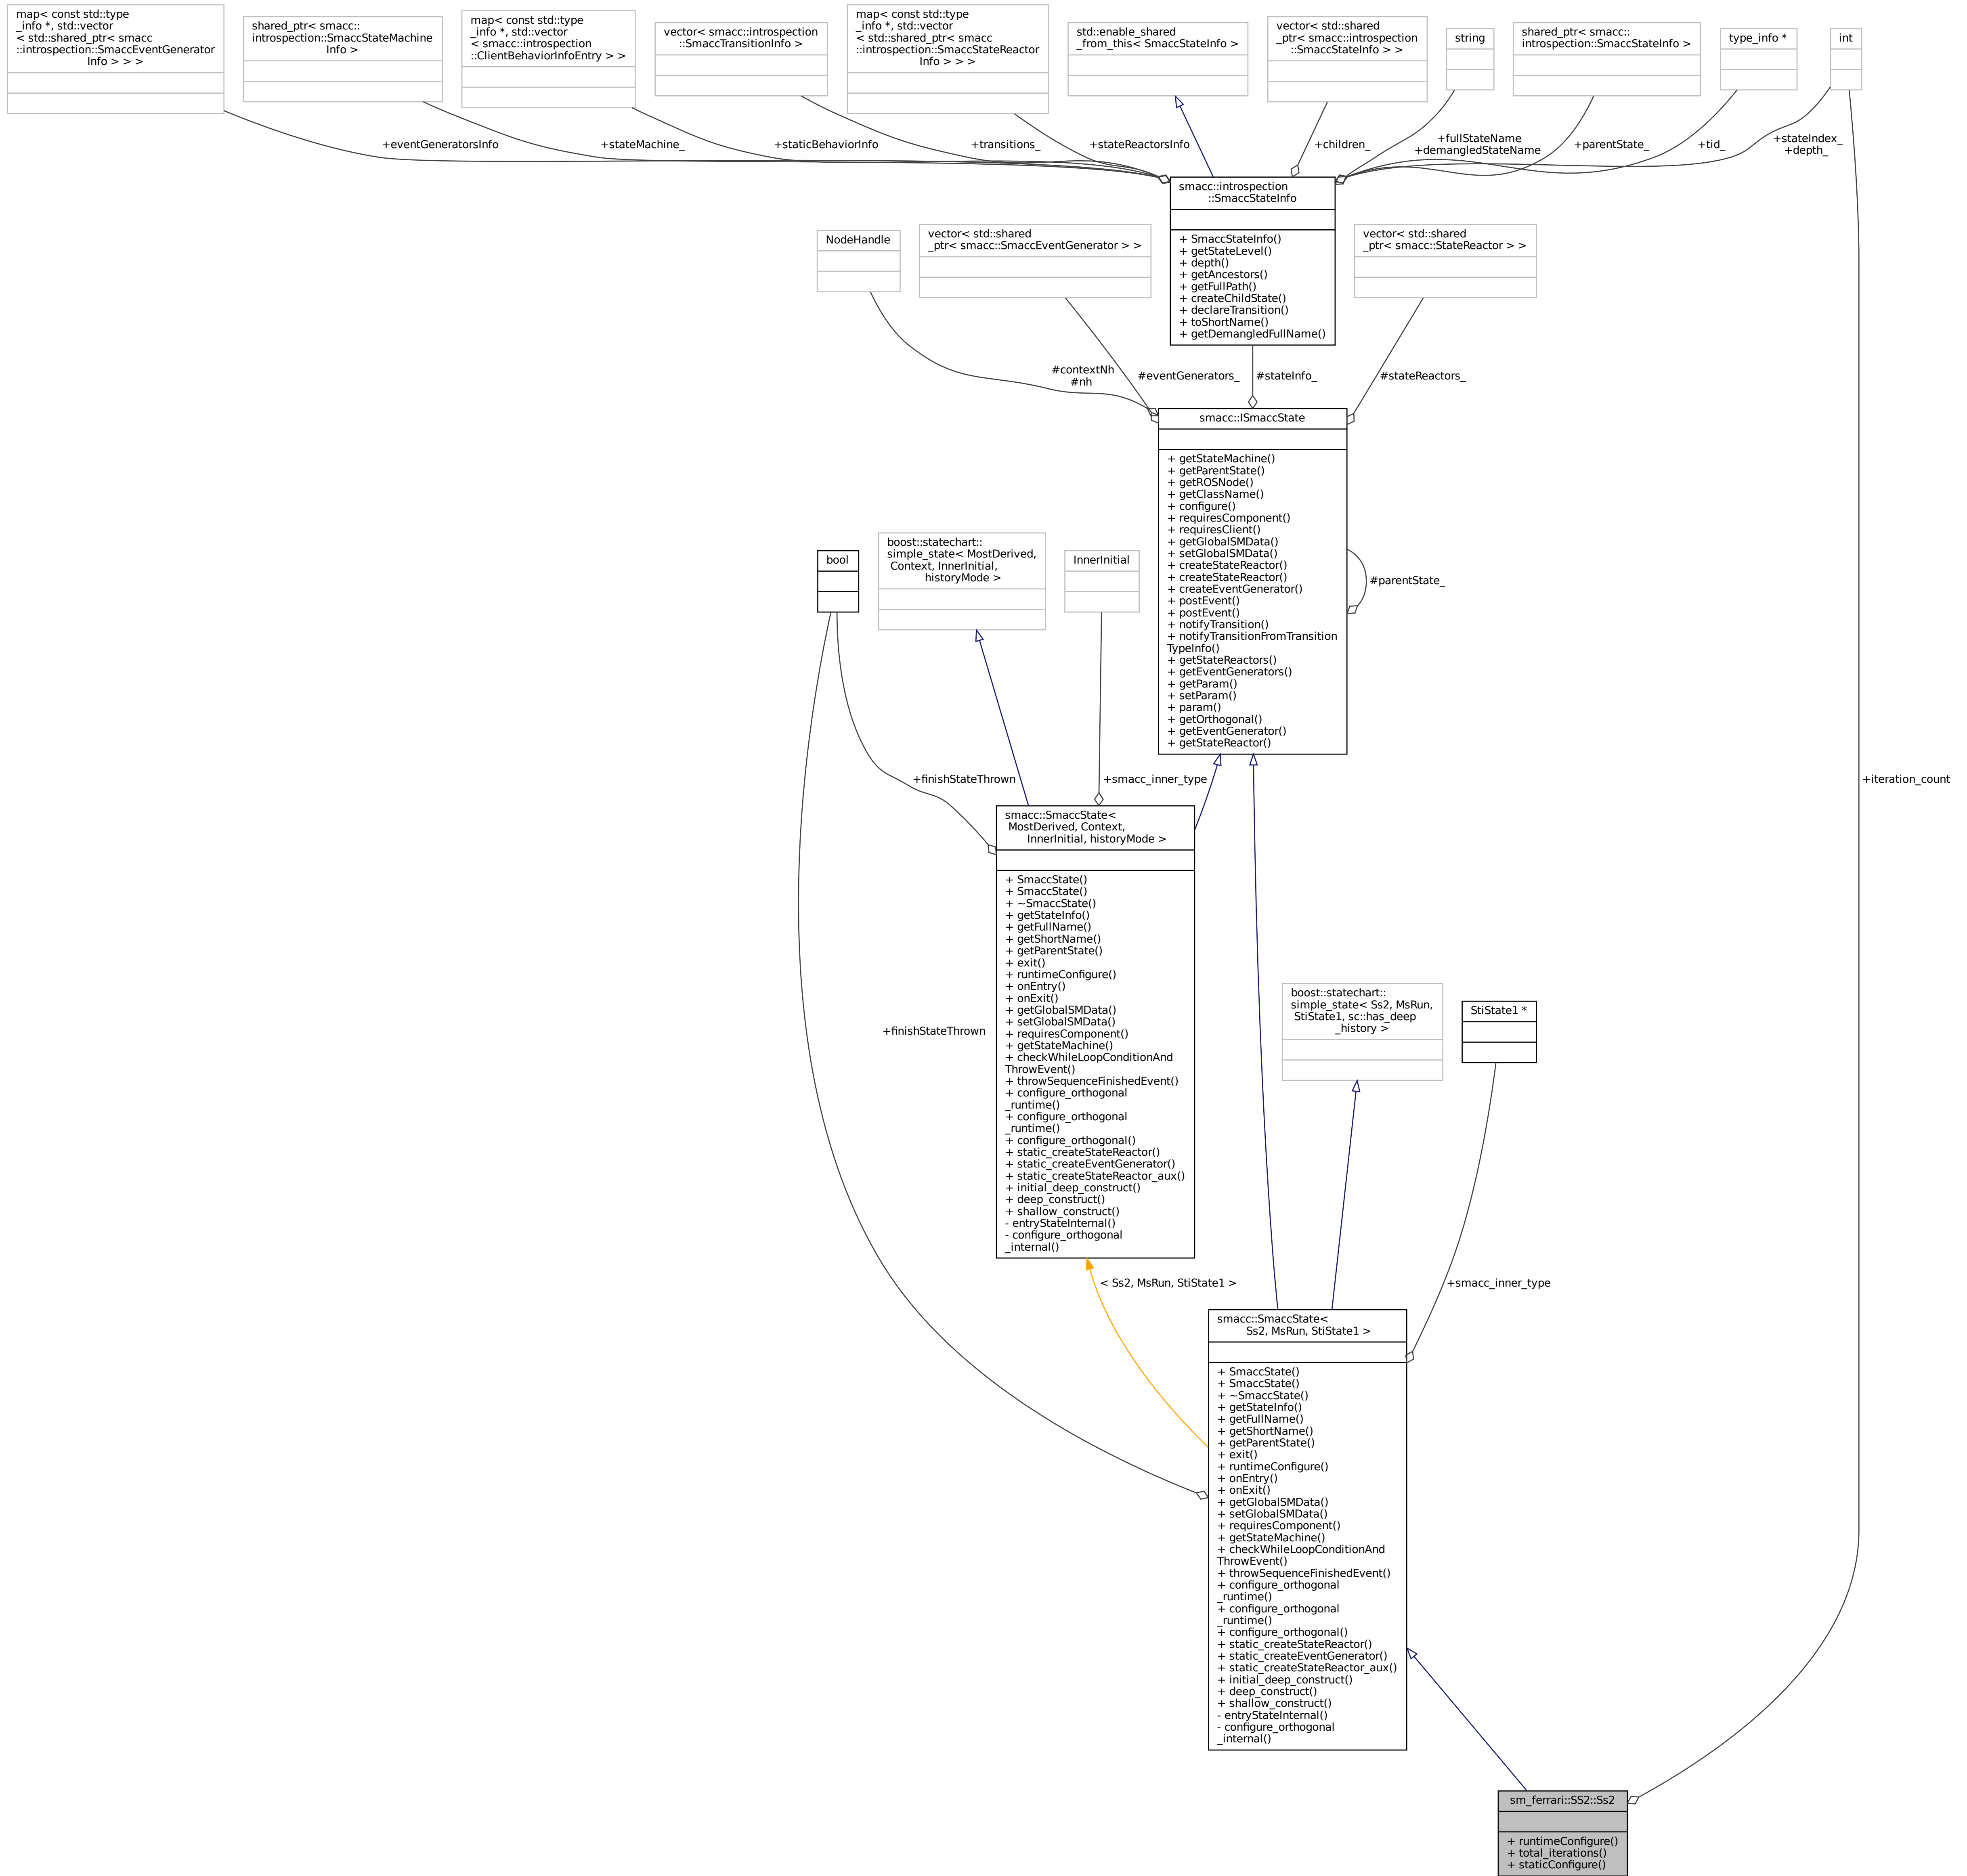 map< const std::type
_info *, std::vector
< std::shared_ptr< smacc
::introspection::SmaccEventGenerator
Info > > >
shared_ptr< smacc::
introspection::SmaccStateMachine
Info >
map< const std::type
_info *, std::vector
< smacc::introspection
::ClientBehaviorInfoEntry > >
vector< smacc::introspection
::SmaccTransitionInfo >
map< const std::type
_info *, std::vector
< std::shared_ptr< smacc
::introspection::SmaccStateReactor
Info > > >
std::enable_shared
_from_this< SmaccStateInfo >
vector< std::shared
_ptr< smacc::introspection
::SmaccStateInfo > >
string
shared_ptr< smacc::
introspection::SmaccStateInfo >
type_info *
int
+eventGeneratorsInfo
+stateMachine_
+staticBehaviorInfo
+transitions_
+stateReactorsInfo
+children_
+fullStateName
+demangledStateName
+parentState_
+tid_
+stateIndex_
+depth_
smacc::introspection
::SmaccStateInfo
+ SmaccStateInfo()
+ getStateLevel()
+ depth()
+ getAncestors()
+ getFullPath()
+ createChildState()
+ declareTransition()
+ toShortName()
+ getDemangledFullName()
NodeHandle
vector< std::shared
_ptr< smacc::SmaccEventGenerator > >
vector< std::shared
_ptr< smacc::StateReactor > >
#contextNh
#nh
#eventGenerators_
#stateInfo_
#stateReactors_
smacc::ISmaccState
+ getStateMachine()
+ getParentState()
+ getROSNode()
+ getClassName()
+ configure()
+ requiresComponent()
+ requiresClient()
+ getGlobalSMData()
+ setGlobalSMData()
+ createStateReactor()
+ createStateReactor()
+ createEventGenerator()
+ postEvent()
+ postEvent()
+ notifyTransition()
+ notifyTransitionFromTransition
TypeInfo()
+ getStateReactors()
+ getEventGenerators()
+ getParam()
+ setParam()
+ param()
+ getOrthogonal()
+ getEventGenerator()
+ getStateReactor()
#parentState_
bool
boost::statechart::
simple_state< MostDerived,
Context, InnerInitial,
historyMode >
InnerInitial
+finishStateThrown
+smacc_inner_type
+iteration_count
smacc::SmaccState<
MostDerived, Context,
InnerInitial, historyMode >
+ SmaccState()
+ SmaccState()
+ ~SmaccState()
+ getStateInfo()
+ getFullName()
+ getShortName()
+ getParentState()
+ exit()
+ runtimeConfigure()
+ onEntry()
+ onExit()
+ getGlobalSMData()
+ setGlobalSMData()
+ requiresComponent()
+ getStateMachine()
+ checkWhileLoopConditionAnd
ThrowEvent()
+ throwSequenceFinishedEvent()
+ configure_orthogonal
_runtime()
+ configure_orthogonal
_runtime()
+ configure_orthogonal()
+ static_createStateReactor()
+ static_createEventGenerator()
+ static_createStateReactor_aux()
+ initial_deep_construct()
+ deep_construct()
+ shallow_construct()
- entryStateInternal()
- configure_orthogonal
_internal()
+finishStateThrown
boost::statechart::
simple_state< Ss2, MsRun,
StiState1, sc::has_deep
_history >
StiState1 *
< Ss2, MsRun, StiState1 >
+smacc_inner_type
smacc::SmaccState<
Ss2, MsRun, StiState1 >
+ SmaccState()
+ SmaccState()
+ ~SmaccState()
+ getStateInfo()
+ getFullName()
+ getShortName()
+ getParentState()
+ exit()
+ runtimeConfigure()
+ onEntry()
+ onExit()
+ getGlobalSMData()
+ setGlobalSMData()
+ requiresComponent()
+ getStateMachine()
+ checkWhileLoopConditionAnd
ThrowEvent()
+ throwSequenceFinishedEvent()
+ configure_orthogonal
_runtime()
+ configure_orthogonal
_runtime()
+ configure_orthogonal()
+ static_createStateReactor()
+ static_createEventGenerator()
+ static_createStateReactor_aux()
+ initial_deep_construct()
+ deep_construct()
+ shallow_construct()
- entryStateInternal()
- configure_orthogonal
_internal()
sm_ferrari::SS2::Ss2
+ runtimeConfigure()
+ total_iterations()
+ staticConfigure()